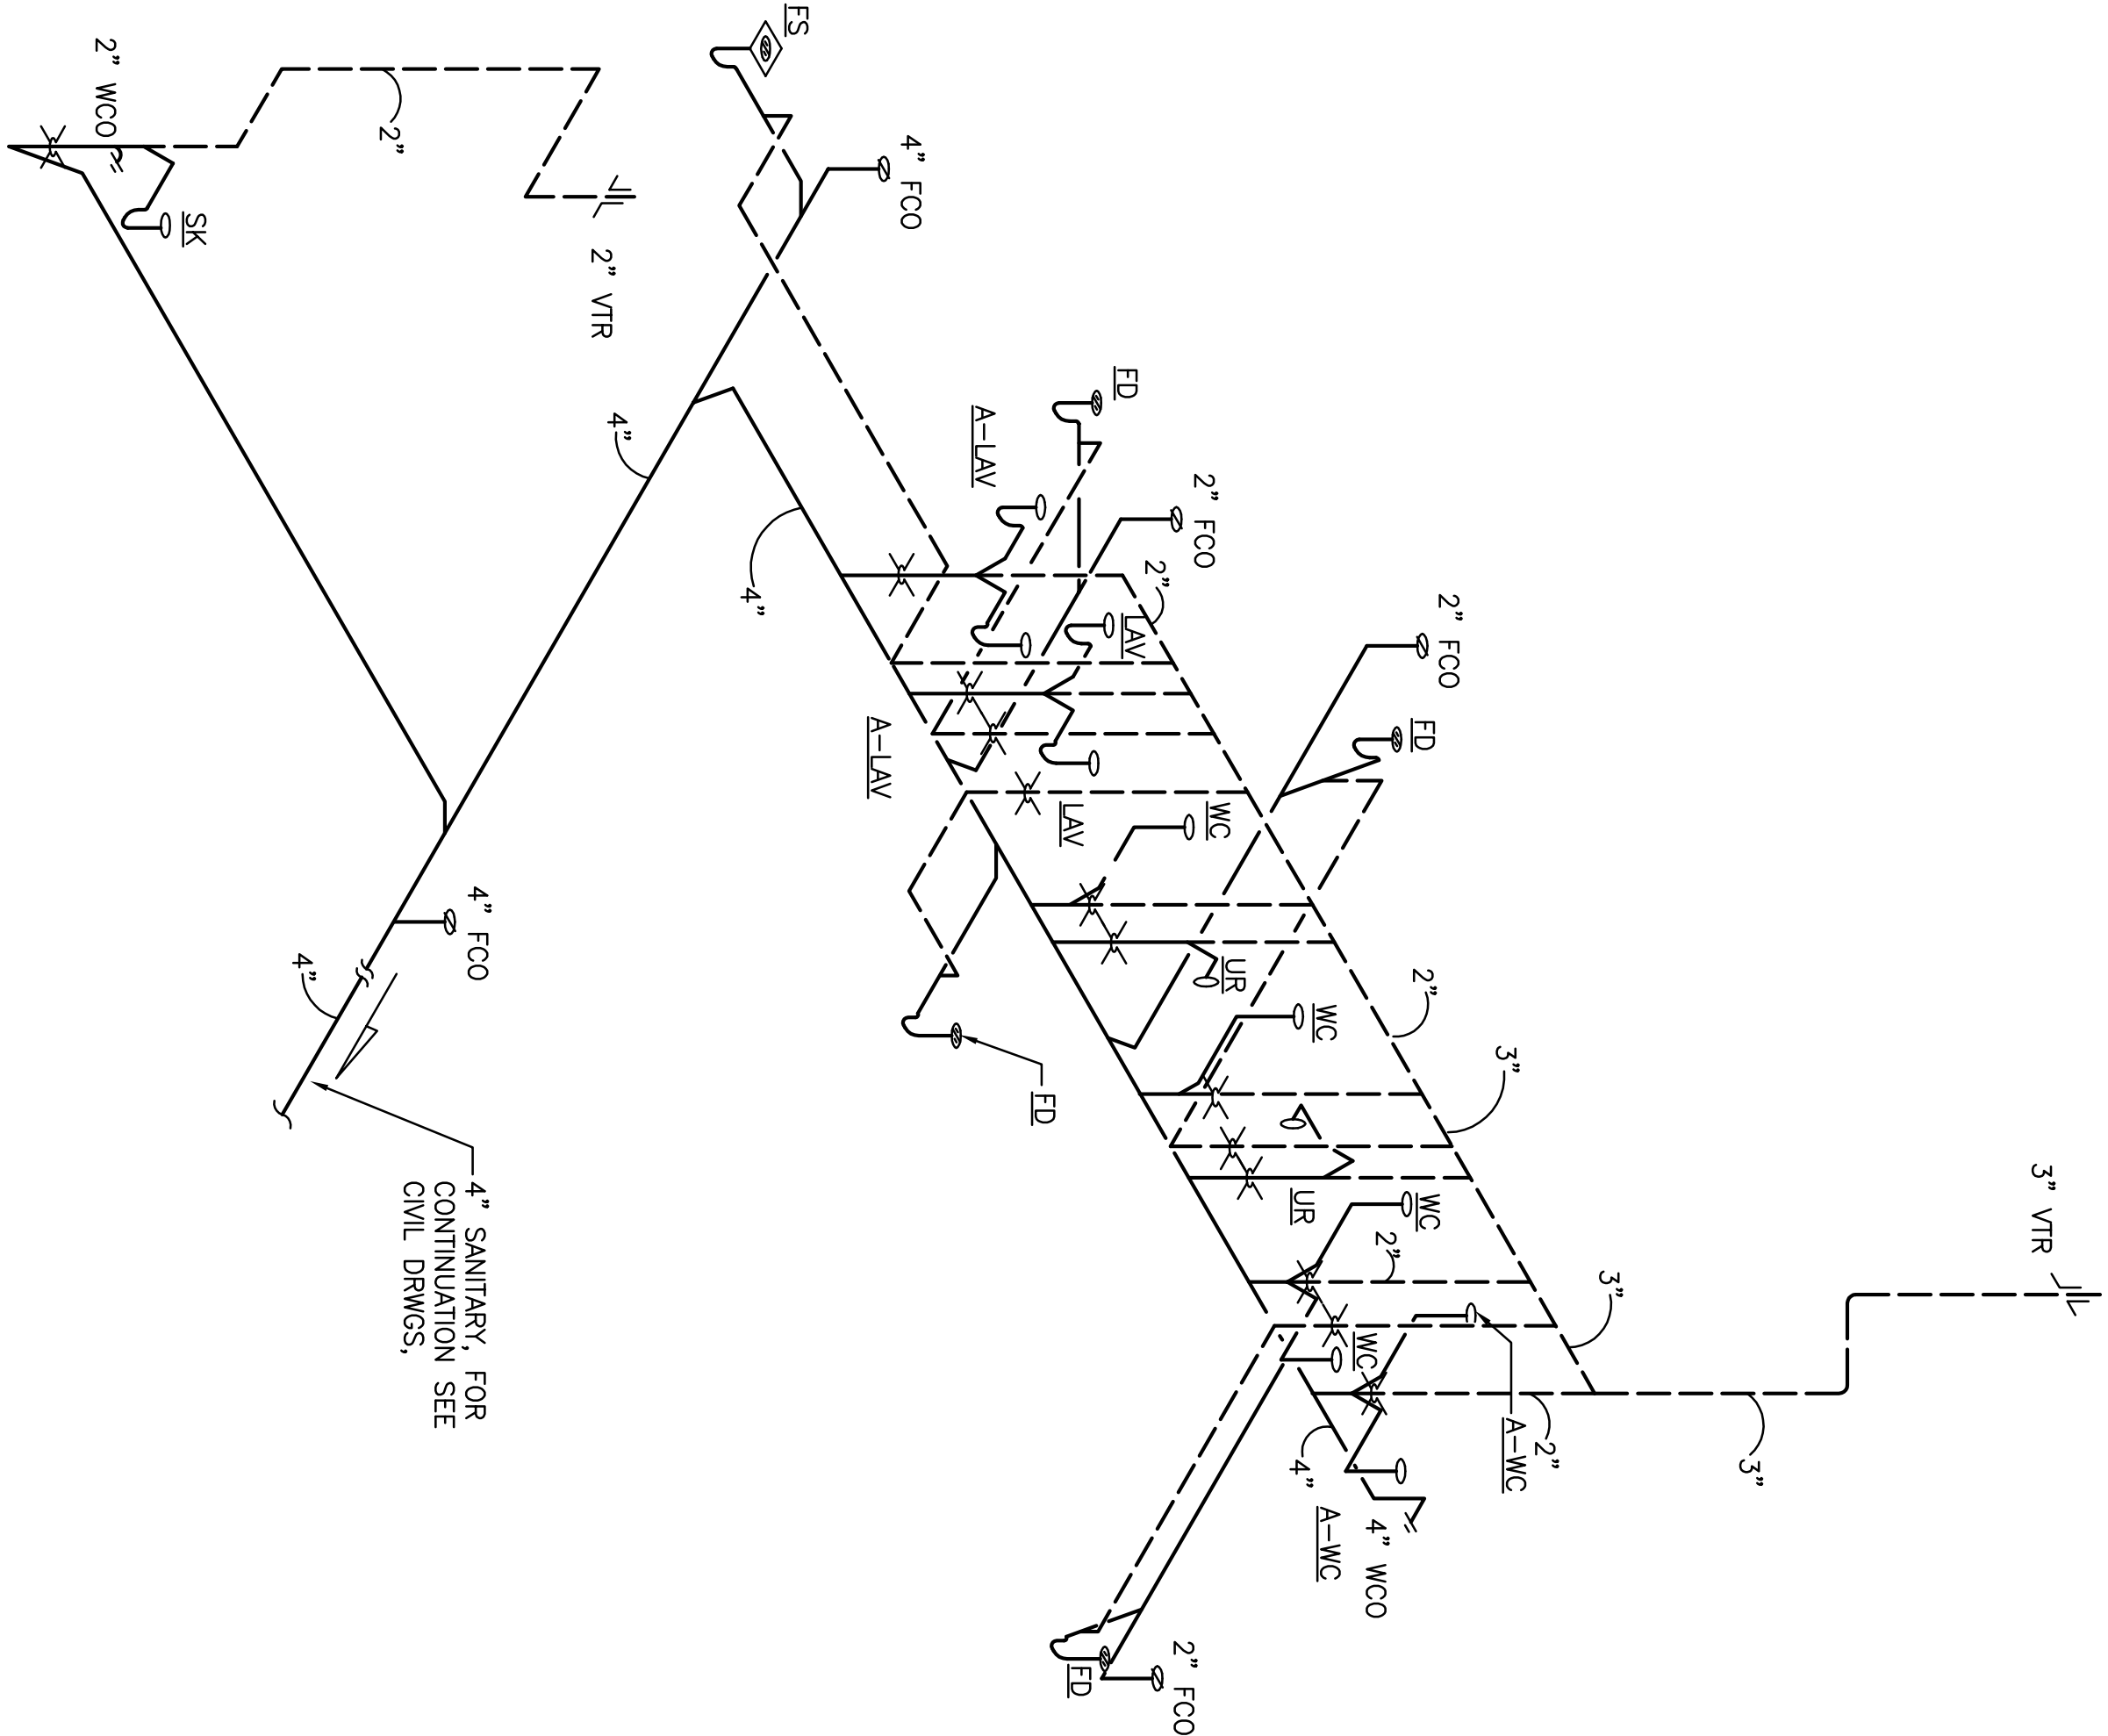 3" VTR
3"
3"
3"
2"
2"
2"
A-WC
A-WC
4" WCO
4"
WC
WC
WC
WC
UR
UR
2" FCO
FD
2" FCO
FD
2" FCO
2"
FD
FD
LAV
LAV
A-LAV
A-LAV
4" FCO
FS
4"
4"
2" VTR
2"
2" WCO
SK
4" FCO
4"
4" SANITARY, FOR
CONTINUATION SEE
CIVIL DRWGS,